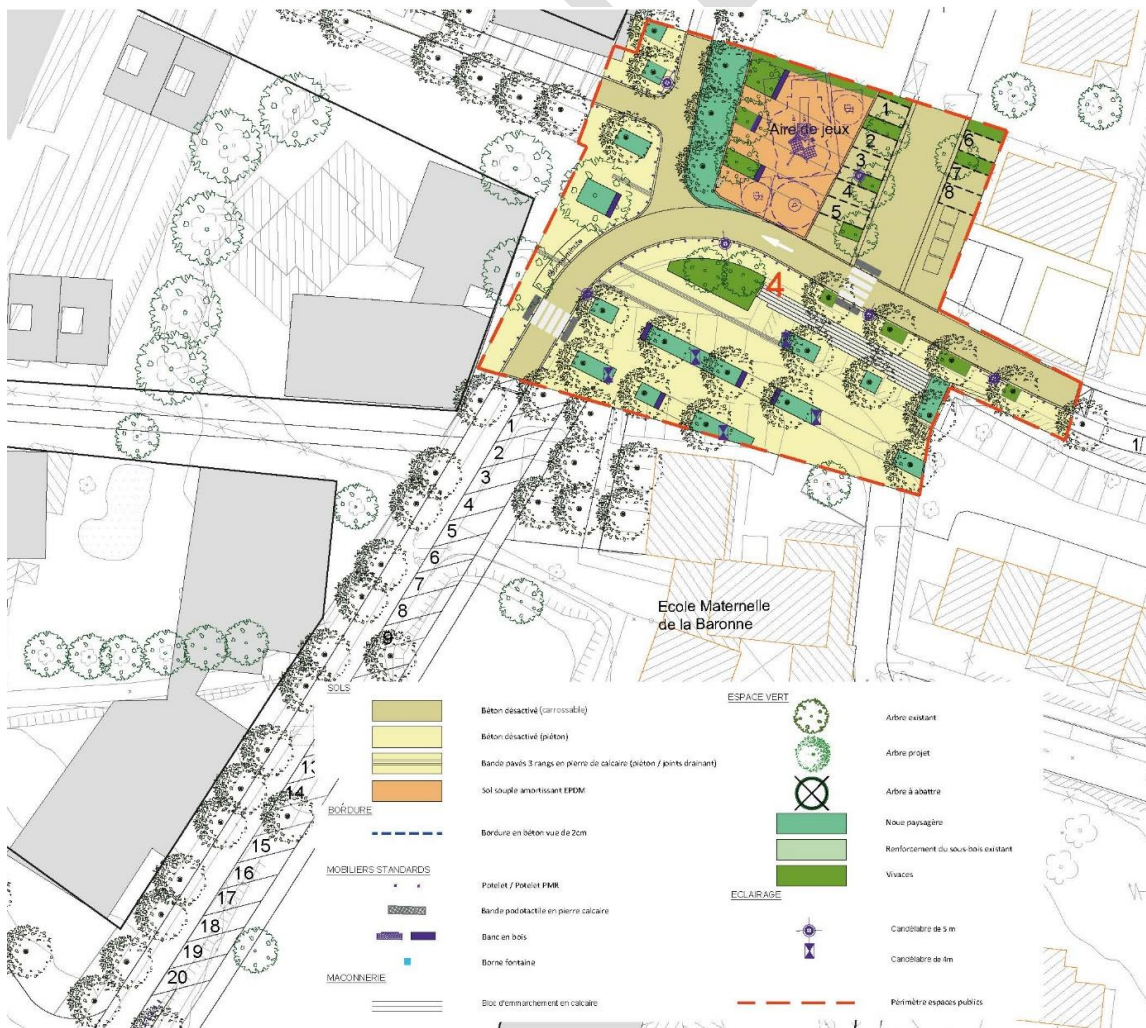 Aire de jeux
1
2
3
4
5
6
7
8
4
1
1
2
3
4
5
6
7
8
9
14
15
16
17
18
19
20
Ecole Maternelle
de la Baronne
SOLS
Béton désactivé (carrossable)
Béton désactivé (piéton)
Bande pavés 3 rangs en pierre de calcaire (piéton / joints drainant)
Sol souple amortissant EPDM
BORDURE
Bordure en béton vue de 2cm
MOBILIERS STANDARDS
Potelet / Potelet PMR
Bande podotactile en pierre calcaire
Banc en bois
Borne fontaine
MACONNERIE
Bloc d'emmarchement en calcaire
ESPACE VERT
Arbre existant
Arbre projet
Arbre à abattre
Noue paysagère
Renforcement du sous-bois existant
Vivaces
ECLAIRAGE
Candélabre de 5 m
Candélabre de 4m
Périmètre espaces publics